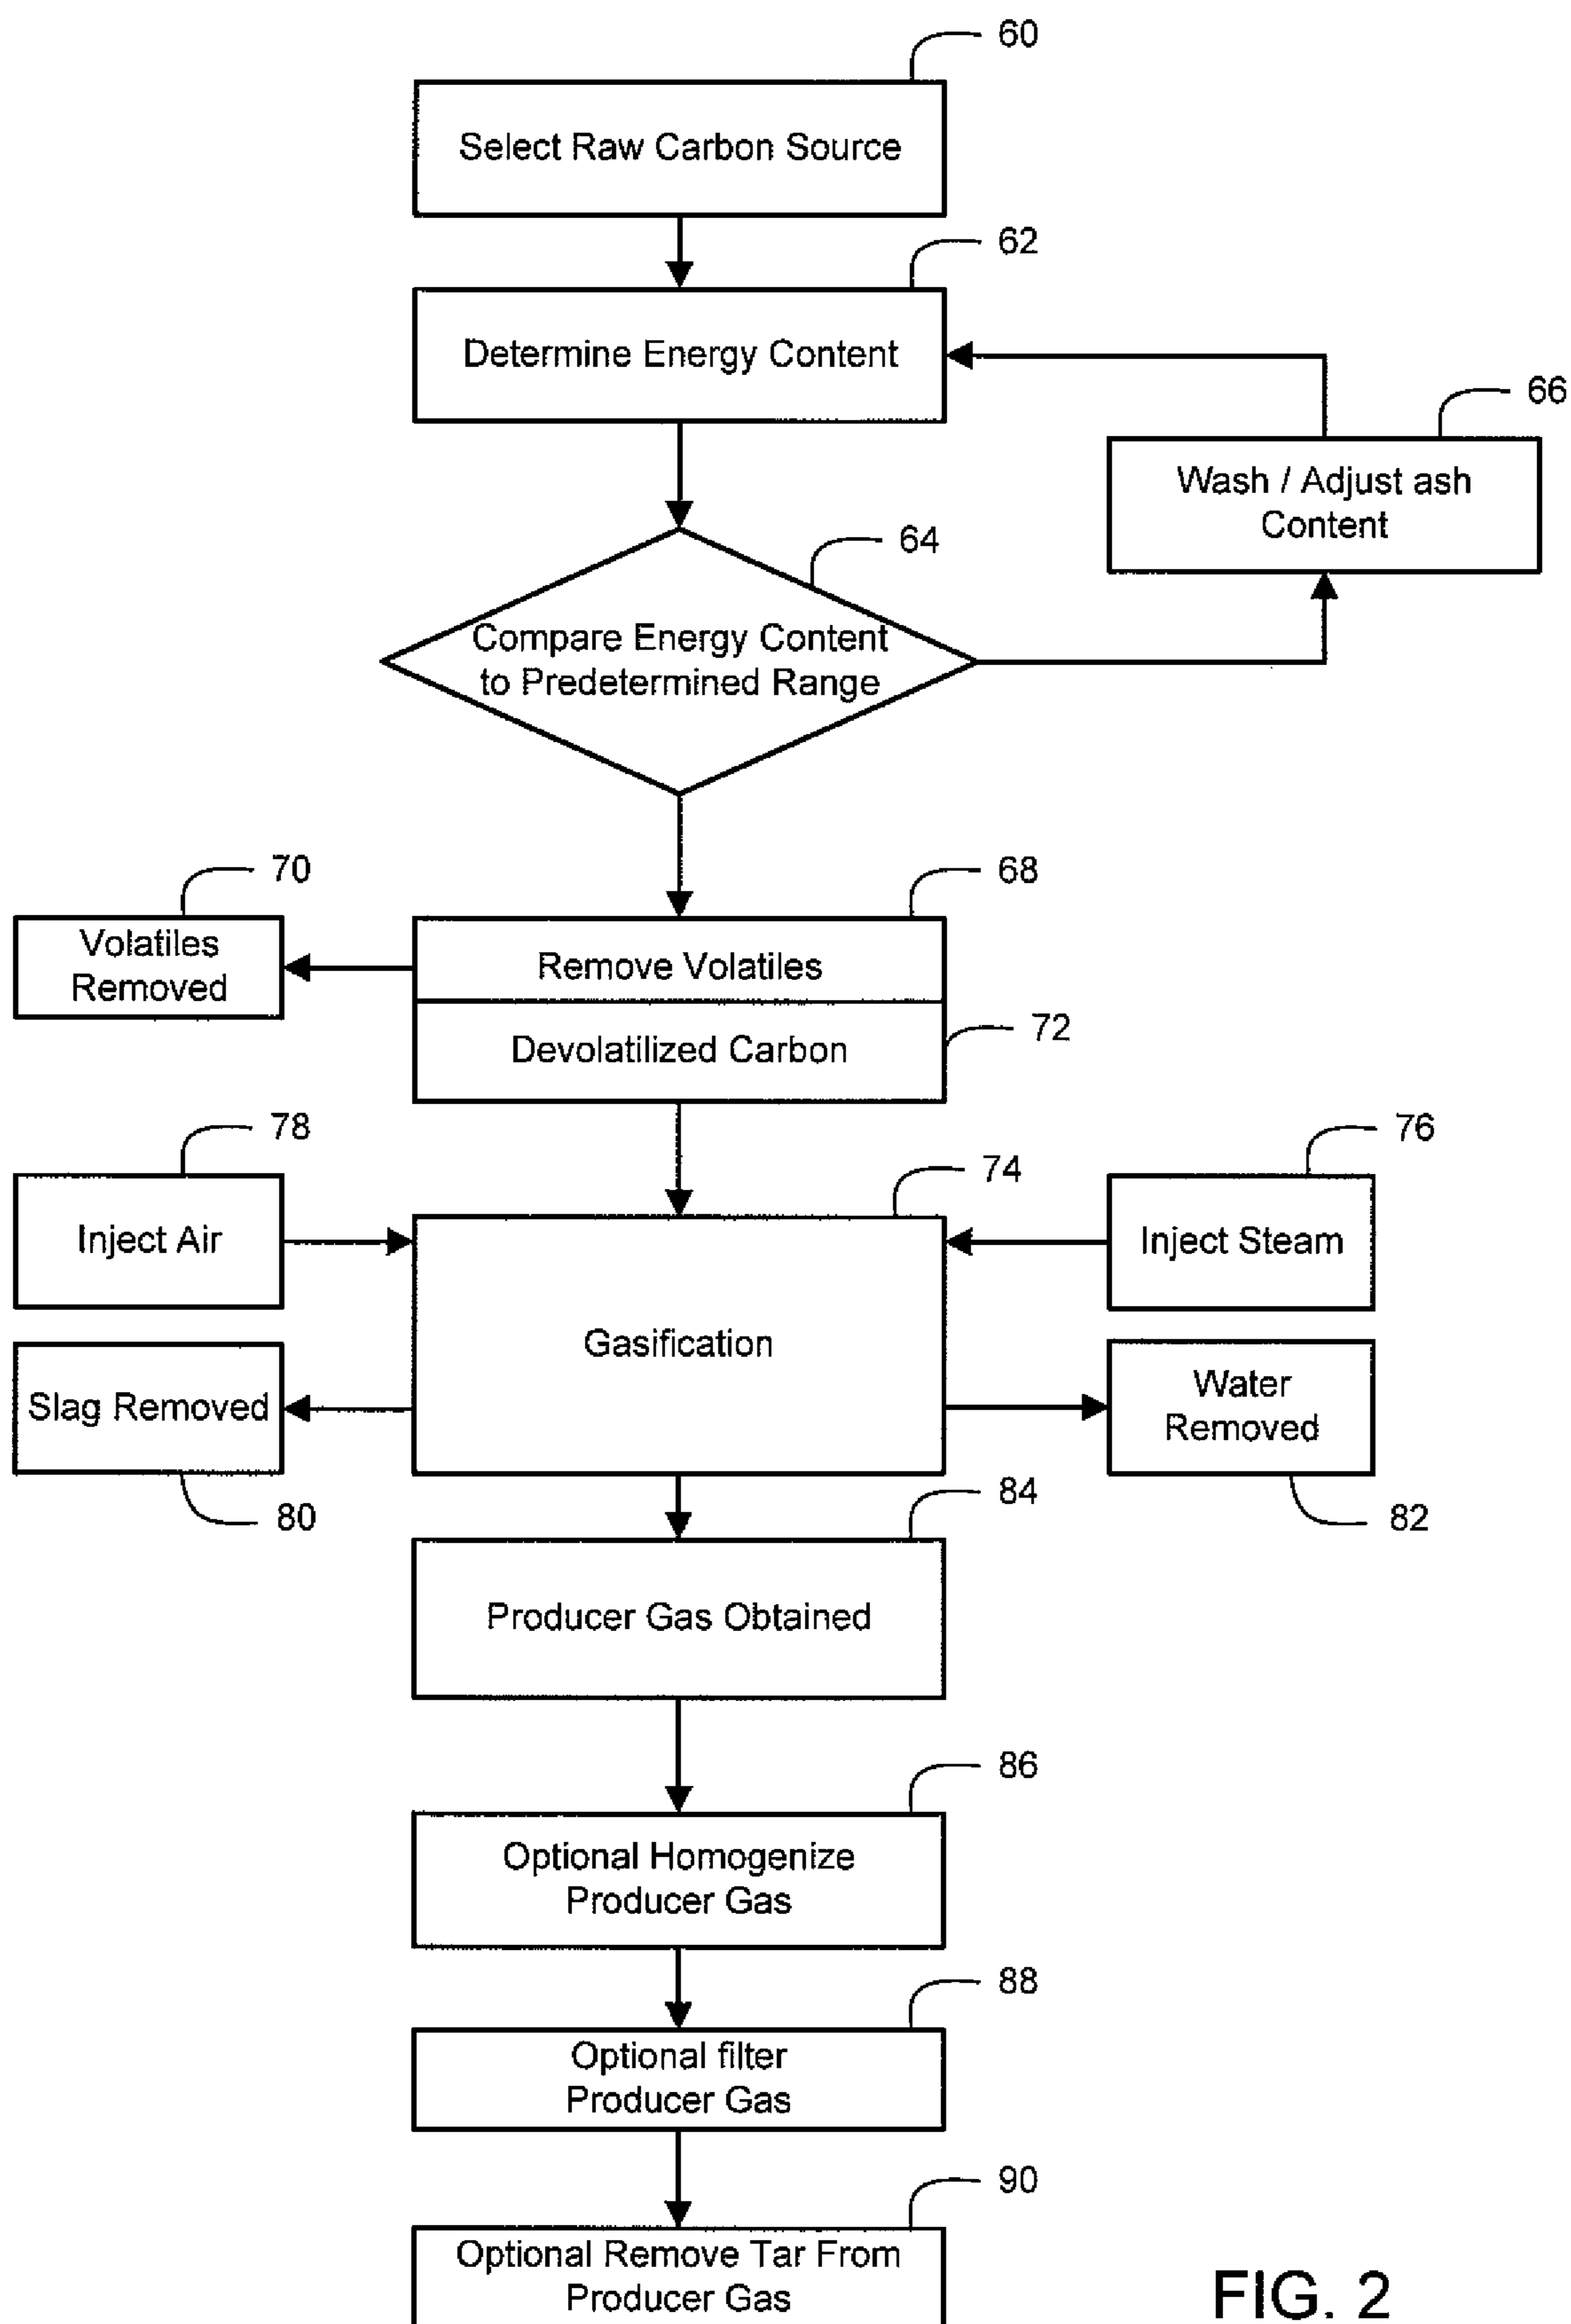 60
Select Raw Carbon Source
62
Determine Energy Content
66
Wash / Adjust ash
Content
64
Compare Energy Content
to Predetermined Range
70
68
Volatiles
Removed
Remove Volatiles
72
Devolatilized Carbon
78
76
74
Inject Air
Inject Steam
Gasification
Slag Removed
Water
Removed
80
84
82
Producer Gas Obtained
86
Optional Homogenize
Producer Gas
88
Optional filter
Producer Gas
90
Optional Remove Tar From
Producer Gas
FIG. 2